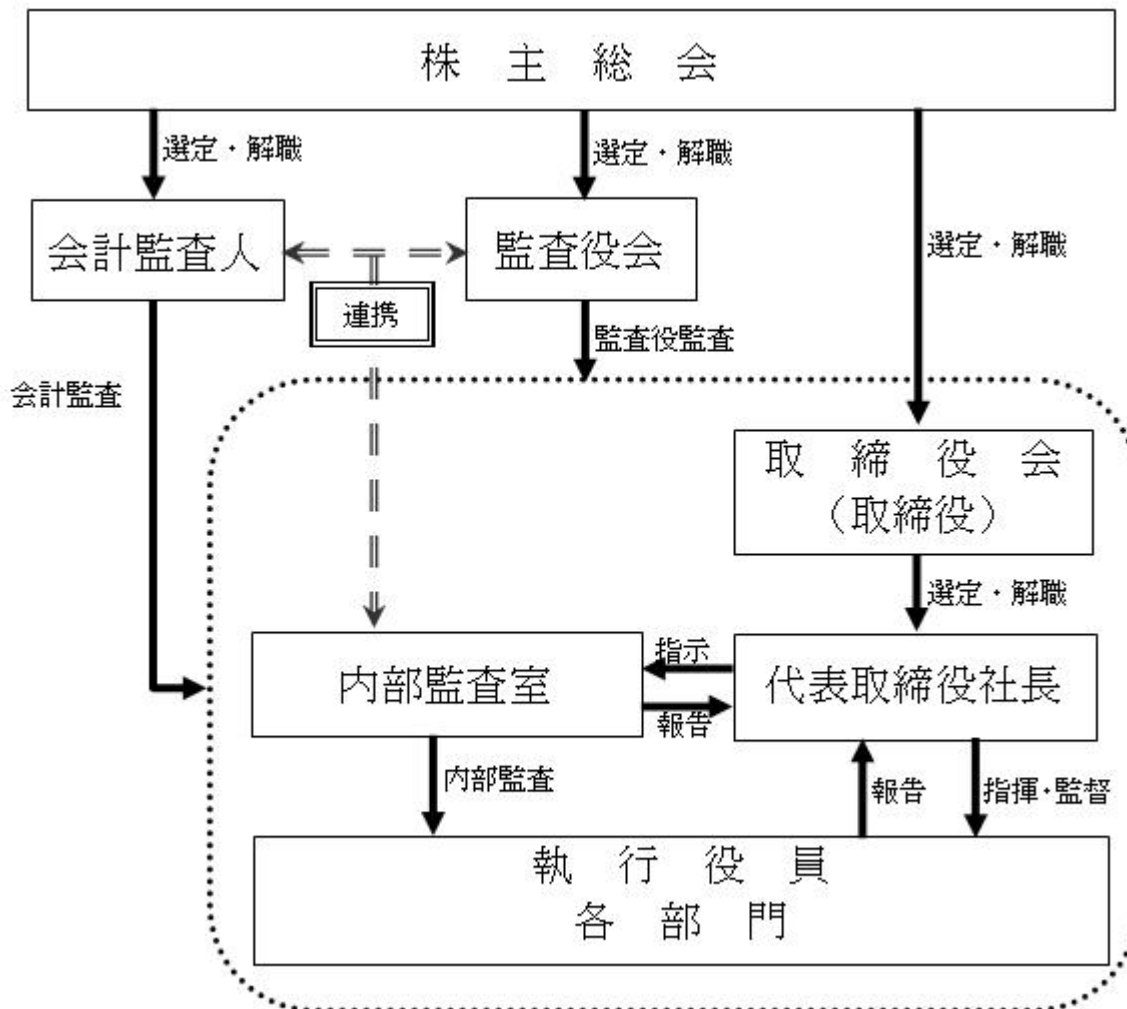 株主総会
選定・解職
選定・解職
選定・解職
会計監査人
監査役会
連携
会計監査
監査役監査
取締役会
（取締役）
選定・解職
内部監査室
指示
報告
代表取締役社長
内部監査
報告
指揮・監督
執行役員
各部門